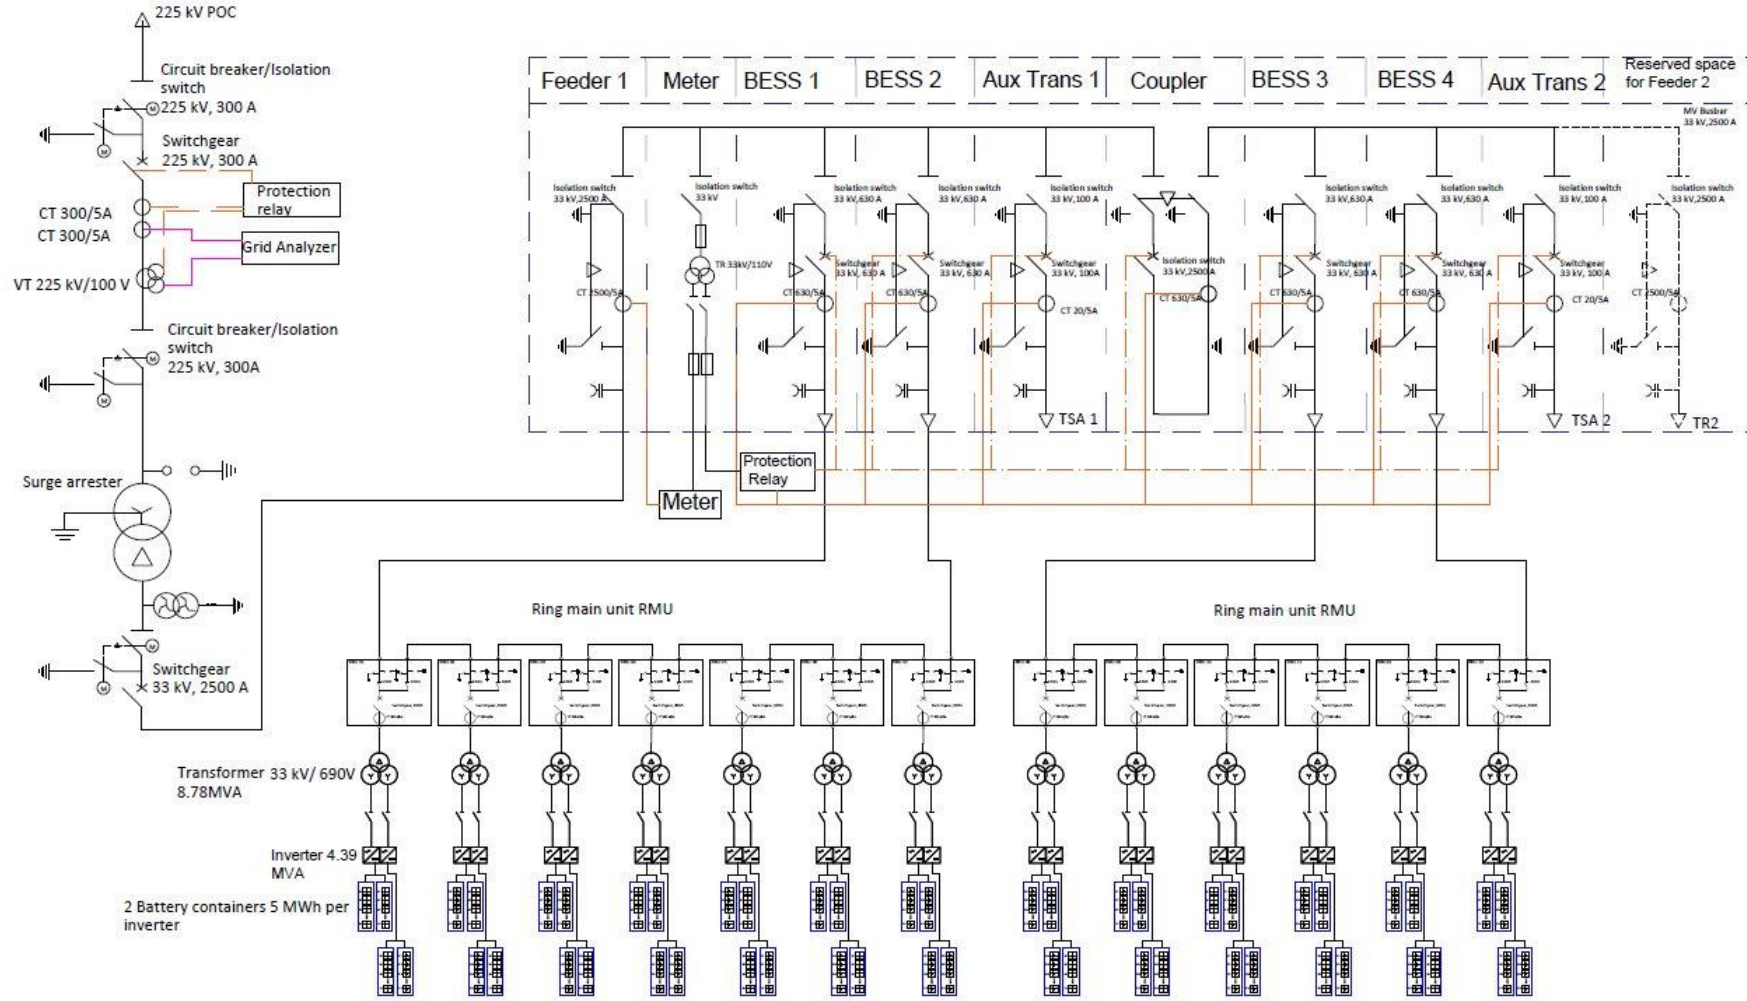 225 kV POC
Circuit breaker/Isolation
switch
225 kV, 300 A
M
M
Switchgear
225 kV, 300 A
Protection
relay
CT 300/5A
CT 300/5A
Grid Analyzer
VT 225 kV/100 V
Circuit breaker/Isolation
switch
225 kV, 300A
M
M
Surge arrester
M
Switchgear
33 kV, 2500 A
M
Feeder 1
Meter
BESS 1
BESS 2
Aux Trans 1
Coupler
BESS 3
BESS 4
Aux Trans 2
Reserved space
for Feeder 2
MV Busbar
33 kV,2500 A
Isolation switch
33 kV,2500 A
Isolation switch
33 kV
Isolation switch
33 kV,630 A
Isolation switch
33 kV,630 A
Isolation switch
33 kV,100 A
Isolation switch
33 kV,630 A
Isolation switch
33 kV,630 A
Isolation switch
33 kV,100 A
Isolation switch
33 kV,2500 A
TR 33kV/110V
Switchgear
33 kV, 630 A
Switchgear
33 kV, 630 A
Switchgear
33 kV, 100A
Isolation switch
33 kV,2500 A
Switchgear
33 kV, 630 A
Switchgear
33 kV, 630 A
Switchgear
33 kV, 100 A
CT 2500/5A
CT 630/5A
CT 630/5A
CT 20/5A
CT 630/5A
CT 630/5A
CT 630/5A
CT 20/5A
CT 2500/5A
TSA 1
TSA 2
TR2
Protection
Relay
Meter
Ring main unit RMU
Ring main unit RMU
Transformer 33 kV/ 690V
8.78MVA
Inverter 4.39
MVA
2 Battery containers 5 MWh per
inverter